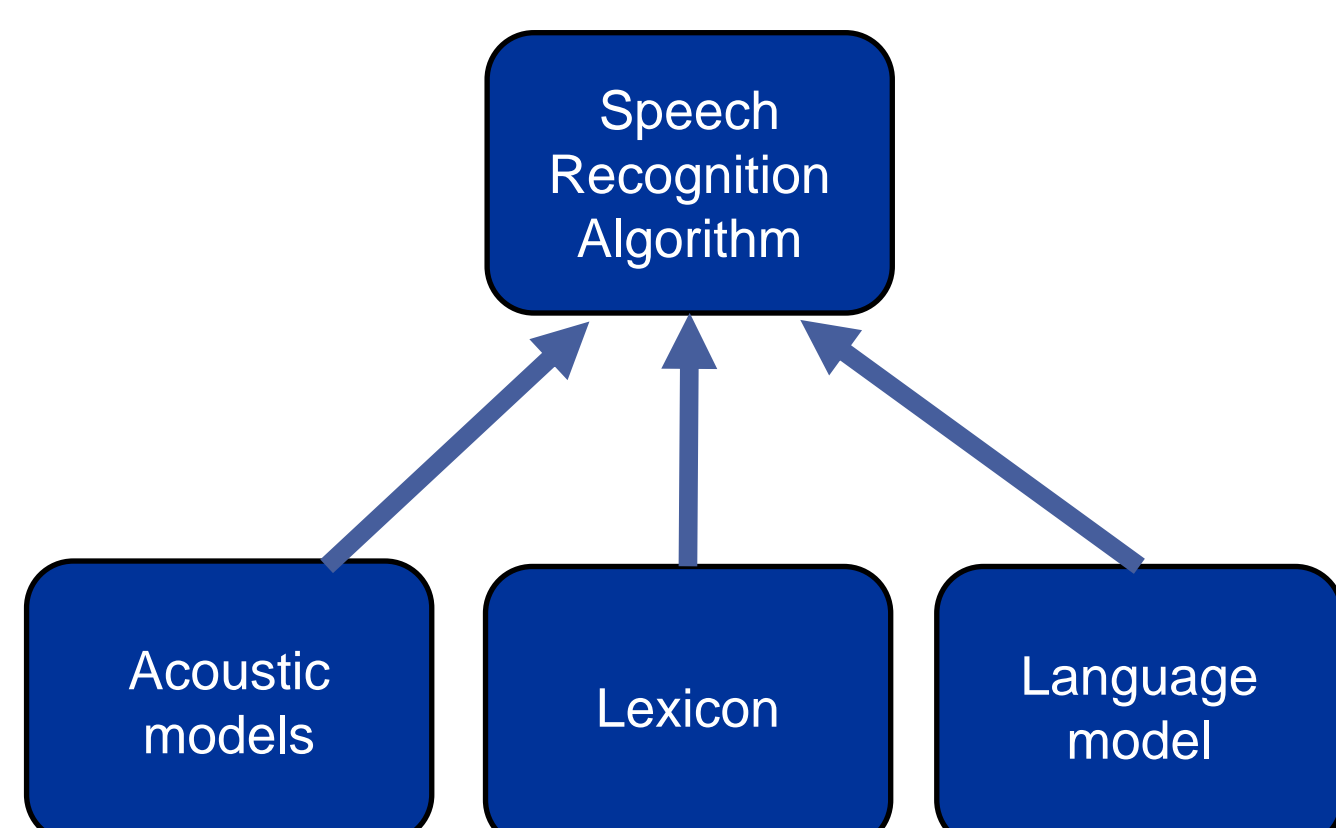 Speech
Recognition
Algorithm
Acoustic
models
Lexicon
Language
model